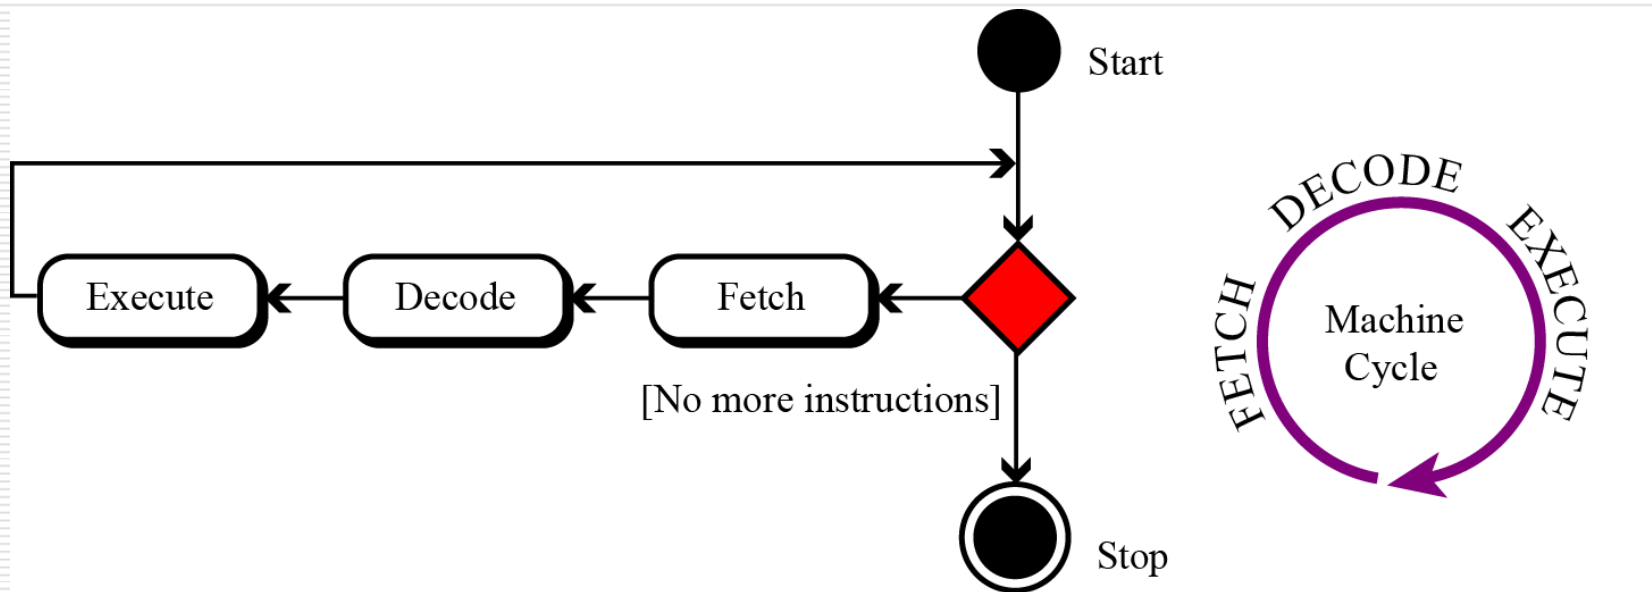 Start
Execute
Decode
Fetch
[No more instructions]
Stop
FETCH
DECODE
EXECUTE
Machine
Cycle